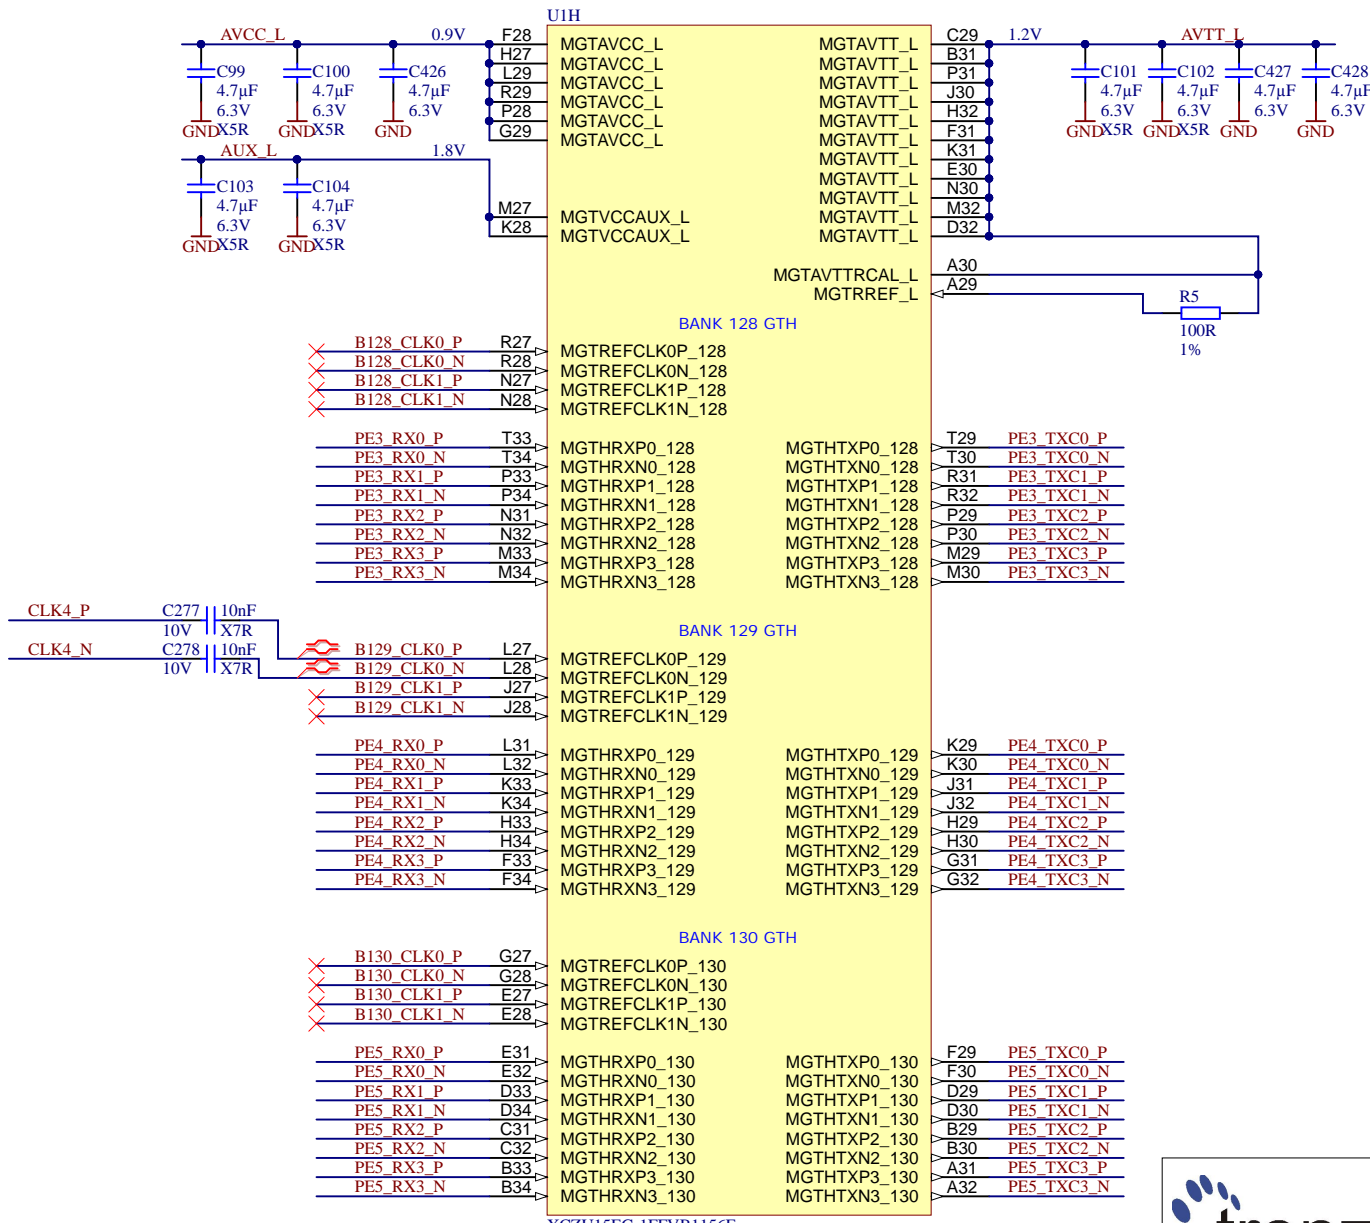 U1H
AVCC_L 0.9V F28 MGTAVCC_L MGTAVTT_L C29 1.2V AVTT_L
H27 MGTAVCC_L MGTAVTT_L B31
C99 C100 C426 L29 MGTAVCC_L MGTAVTT_L P31 C101 C102 C427 C428
4.7µF 4.7µF 4.7µF R29 MGTAVCC_L MGTAVTT_L J30 4.7µF 4.7µF 4.7µF 4.7µF
6.3V 6.3V 6.3V P28 MGTAVCC_L MGTAVTT_L H32 6.3V 6.3V 6.3V 6.3V
GND X5R GND X5R GND G29 MGTAVCC_L MGTAVTT_L F31 GND X5R GND X5R GND GND
AUX_L 1.8V MGTAVTT_L K31
C103 C104 MGTAVTT_L E30
4.7µF 4.7µF MGTAVTT_L N30
6.3V 6.3V M27 MGTVCCAUX_L MGTAVTT_L M32
GND X5R GND X5R K28 MGTVCCAUX_L MGTAVTT_L D32
MGTAVTTRCAL_L A30
MGTRREF_L A29 R5
100R
1%
BANK 128 GTH
B128_CLK0_P R27 MGTREFCLK0P_128
B128_CLK0_N R28 MGTREFCLK0N_128
B128_CLK1_P N27 MGTREFCLK1P_128
B128_CLK1_N N28 MGTREFCLK1N_128
PE3_RX0_P T33 MGTHRXP0_128 MGTHTXP0_128 T29 PE3_TXC0_P
PE3_RX0_N T34 MGTHRXN0_128 MGTHTXN0_128 T30 PE3_TXC0_N
PE3_RX1_P P33 MGTHRXP1_128 MGTHTXP1_128 R31 PE3_TXC1_P
PE3_RX1_N P34 MGTHRXN1_128 MGTHTXN1_128 R32 PE3_TXC1_N
PE3_RX2_P N31 MGTHRXP2_128 MGTHTXP2_128 P29 PE3_TXC2_P
PE3_RX2_N N32 MGTHRXN2_128 MGTHTXN2_128 P30 PE3_TXC2_N
PE3_RX3_P M33 MGTHRXP3_128 MGTHTXP3_128 M29 PE3_TXC3_P
PE3_RX3_N M34 MGTHRXN3_128 MGTHTXN3_128 M30 PE3_TXC3_N
CLK4_P C277 10nF
10V X7R
BANK 129 GTH
CLK4_N C278 10nF B129_CLK0_P L27 MGTREFCLK0P_129
10V X7R B129_CLK0_N L28 MGTREFCLK0N_129
B129_CLK1_P J27 MGTREFCLK1P_129
B129_CLK1_N J28 MGTREFCLK1N_129
PE4_RX0_P L31 MGTHRXP0_129 MGTHTXP0_129 K29 PE4_TXC0_P
PE4_RX0_N L32 MGTHRXN0_129 MGTHTXN0_129 K30 PE4_TXC0_N
PE4_RX1_P K33 MGTHRXP1_129 MGTHTXP1_129 J31 PE4_TXC1_P
PE4_RX1_N K34 MGTHRXN1_129 MGTHTXN1_129 J32 PE4_TXC1_N
PE4_RX2_P H33 MGTHRXP2_129 MGTHTXP2_129 H29 PE4_TXC2_P
PE4_RX2_N H34 MGTHRXN2_129 MGTHTXN2_129 H30 PE4_TXC2_N
PE4_RX3_P F33 MGTHRXP3_129 MGTHTXP3_129 G31 PE4_TXC3_P
PE4_RX3_N F34 MGTHRXN3_129 MGTHTXN3_129 G32 PE4_TXC3_N
BANK 130 GTH
B130_CLK0_P G27 MGTREFCLK0P_130
B130_CLK0_N G28 MGTREFCLK0N_130
B130_CLK1_P E27 MGTREFCLK1P_130
B130_CLK1_N E28 MGTREFCLK1N_130
PE5_RX0_P E31 MGTHRXP0_130 MGTHTXP0_130 F29 PE5_TXC0_P
PE5_RX0_N E32 MGTHRXN0_130 MGTHTXN0_130 F30 PE5_TXC0_N
PE5_RX1_P D33 MGTHRXP1_130 MGTHTXP1_130 D29 PE5_TXC1_P
PE5_RX1_N D34 MGTHRXN1_130 MGTHTXN1_130 D30 PE5_TXC1_N
PE5_RX2_P C31 MGTHRXP2_130 MGTHTXP2_130 B29 PE5_TXC2_P
PE5_RX2_N C32 MGTHRXN2_130 MGTHTXN2_130 B30 PE5_TXC2_N
PE5_RX3_P B33 MGTHRXP3_130 MGTHTXP3_130 A31 PE5_TXC3_P
PE5_RX3_N B34 MGTHRXN3_130 MGTHTXN3_130 A32 PE5_TXC3_N